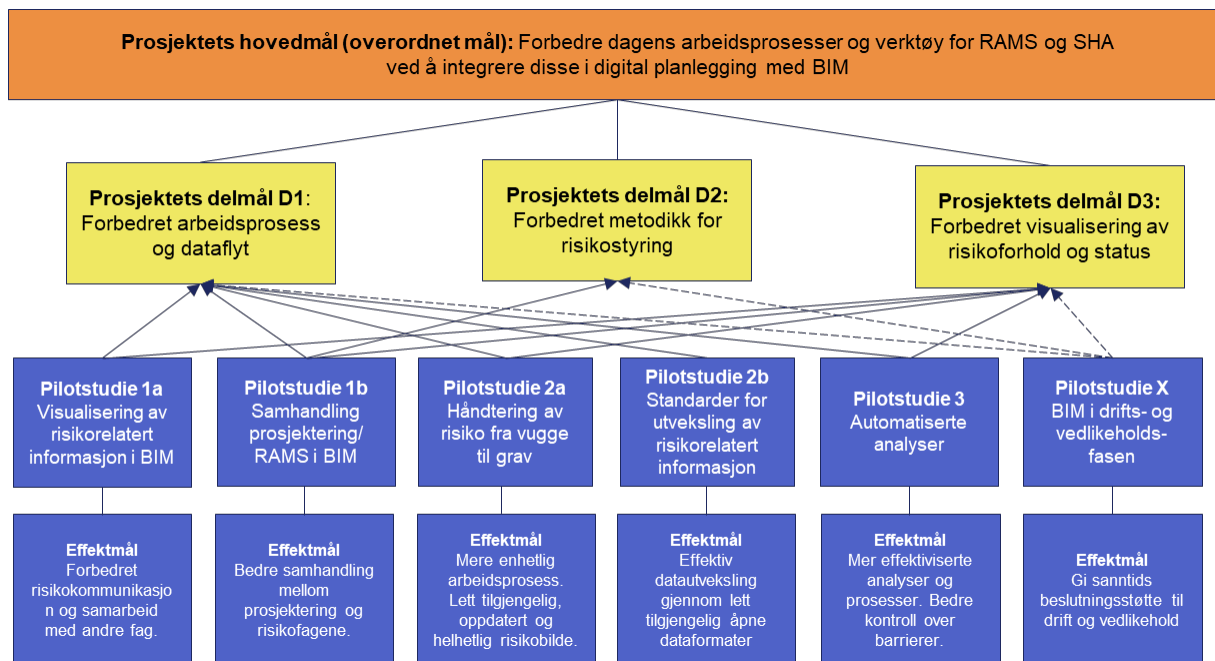 Prosjektets hovedmål (overordnet mål): Forbedre dagens arbeidsprosesser og verktøy for RAMS og SHA
ved å integrere disse i digital planlegging med BIM
Prosjektets delmål D1:
Forbedret arbeidsprosess
og dataflyt
Prosjektets delmål D2:
Forbedret metodikk for
risikostyring
Prosjektets delmål D3:
Forbedret visualisering av
risikoforhold og status
Pilotstudie 1a
Visualisering av
risikorelatert
informasjon i BIM
Pilotstudie 1b
Samhandling
prosjektering/
RAMS i BIM
Pilotstudie 2a
Håndtering av
risiko fra vugge
til grav
Pilotstudie 2b
Standarder for
utveksling av
risikorelatert
informasjon
Pilotstudie 3
Automatiserte
analyser
Pilotstudie X
BIM i drifts- og
vedlikeholds-
fasen
Effektmål
Forbedret
risikokommunikasjo
n og samarbeid
med andre fag.
Effektmål
Bedre samhandling
mellom
prosjektering og
risikofagene.
Effektmål
Mere enhetlig
arbeidsprosess.
Lett tilgjengelig,
oppdatert og
helhetlig risikobilde.
Effektmål
Effektiv
datautveksling
gjennom lett
tilgjengelig åpne
dataformater
Effektmål
Mer effektiviserte
analyser og
prosesser. Bedre
kontroll over
barrierer.
Effektmål
Gi sanntids
beslutningsstøtte til
drift og vedlikehold